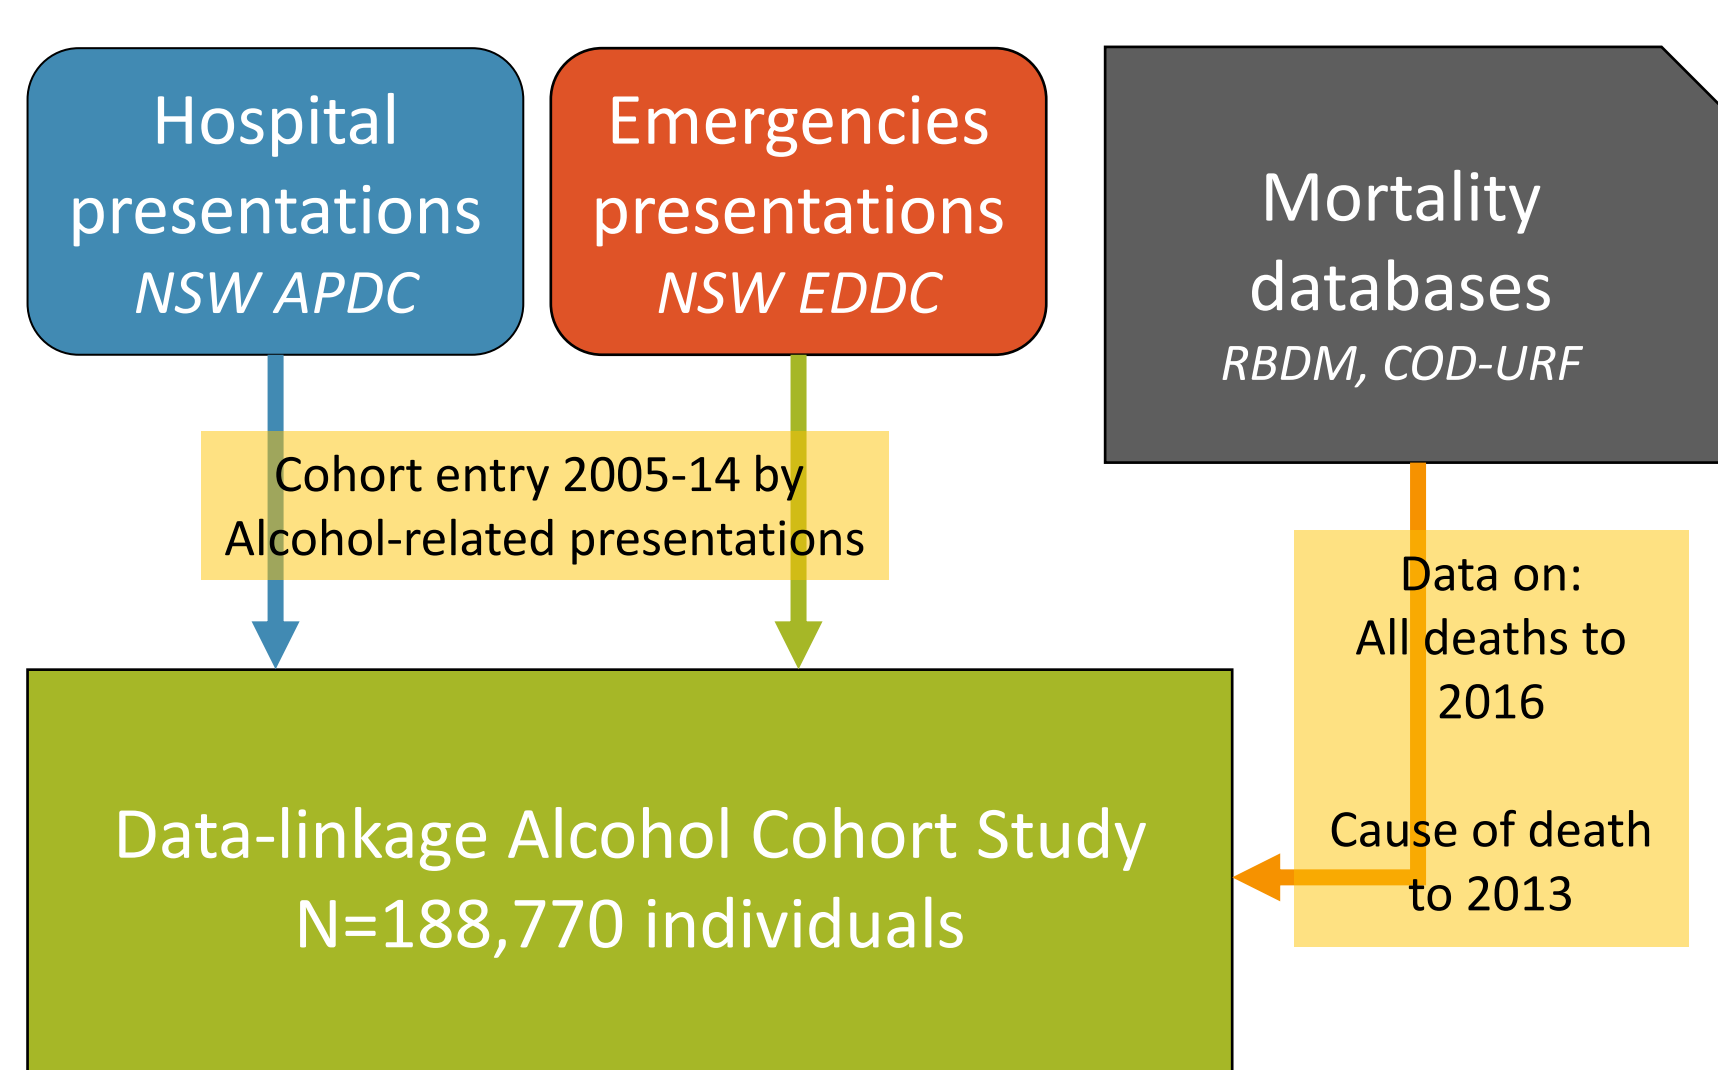 Hospital
presentations
NSW APDC
Emergencies
presentations
NSW EDDC
Mortality
databases
RBDM, COD-URF
Cohort entry 2005-14 by
Alcohol-related presentations
Data on:
All deaths to
2016
Cause of death
to 2013
Data-linkage Alcohol Cohort Study
N=188,770 individuals